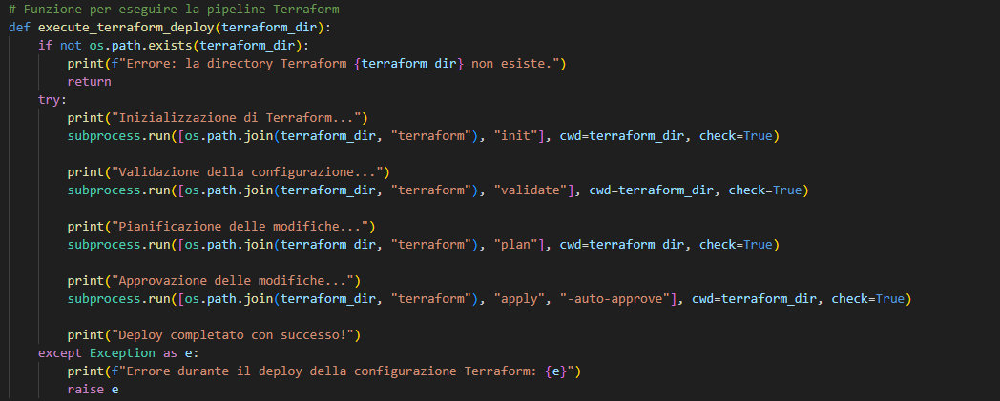 # Funzione per eseguire la pipeline Terraform
def execute_terraform_deploy(terraform_dir):
    if not os.path.exists(terraform_dir):
        print(f"Errore: la directory Terraform {terraform_dir} non esiste.")
        return
    try:
        print("Inizializzazione di Terraform...")
        subprocess.run([os.path.join(terraform_dir, "terraform"), "init"], cwd=terraform_dir, check=True)

        print("Validazione della configurazione...")
        subprocess.run([os.path.join(terraform_dir, "terraform"), "validate"], cwd=terraform_dir, check=True)

        print("Pianificazione delle modifiche...")
        subprocess.run([os.path.join(terraform_dir, "terraform"), "plan"], cwd=terraform_dir, check=True)

        print("Approvazione delle modifiche...")
        subprocess.run([os.path.join(terraform_dir, "terraform"), "apply", "-auto-approve"], cwd=terraform_dir, check=True)

        print("Deploy completato con successo!")
    except Exception as e:
        print(f"Errore durante il deploy della configurazione Terraform: {e}")
        raise e